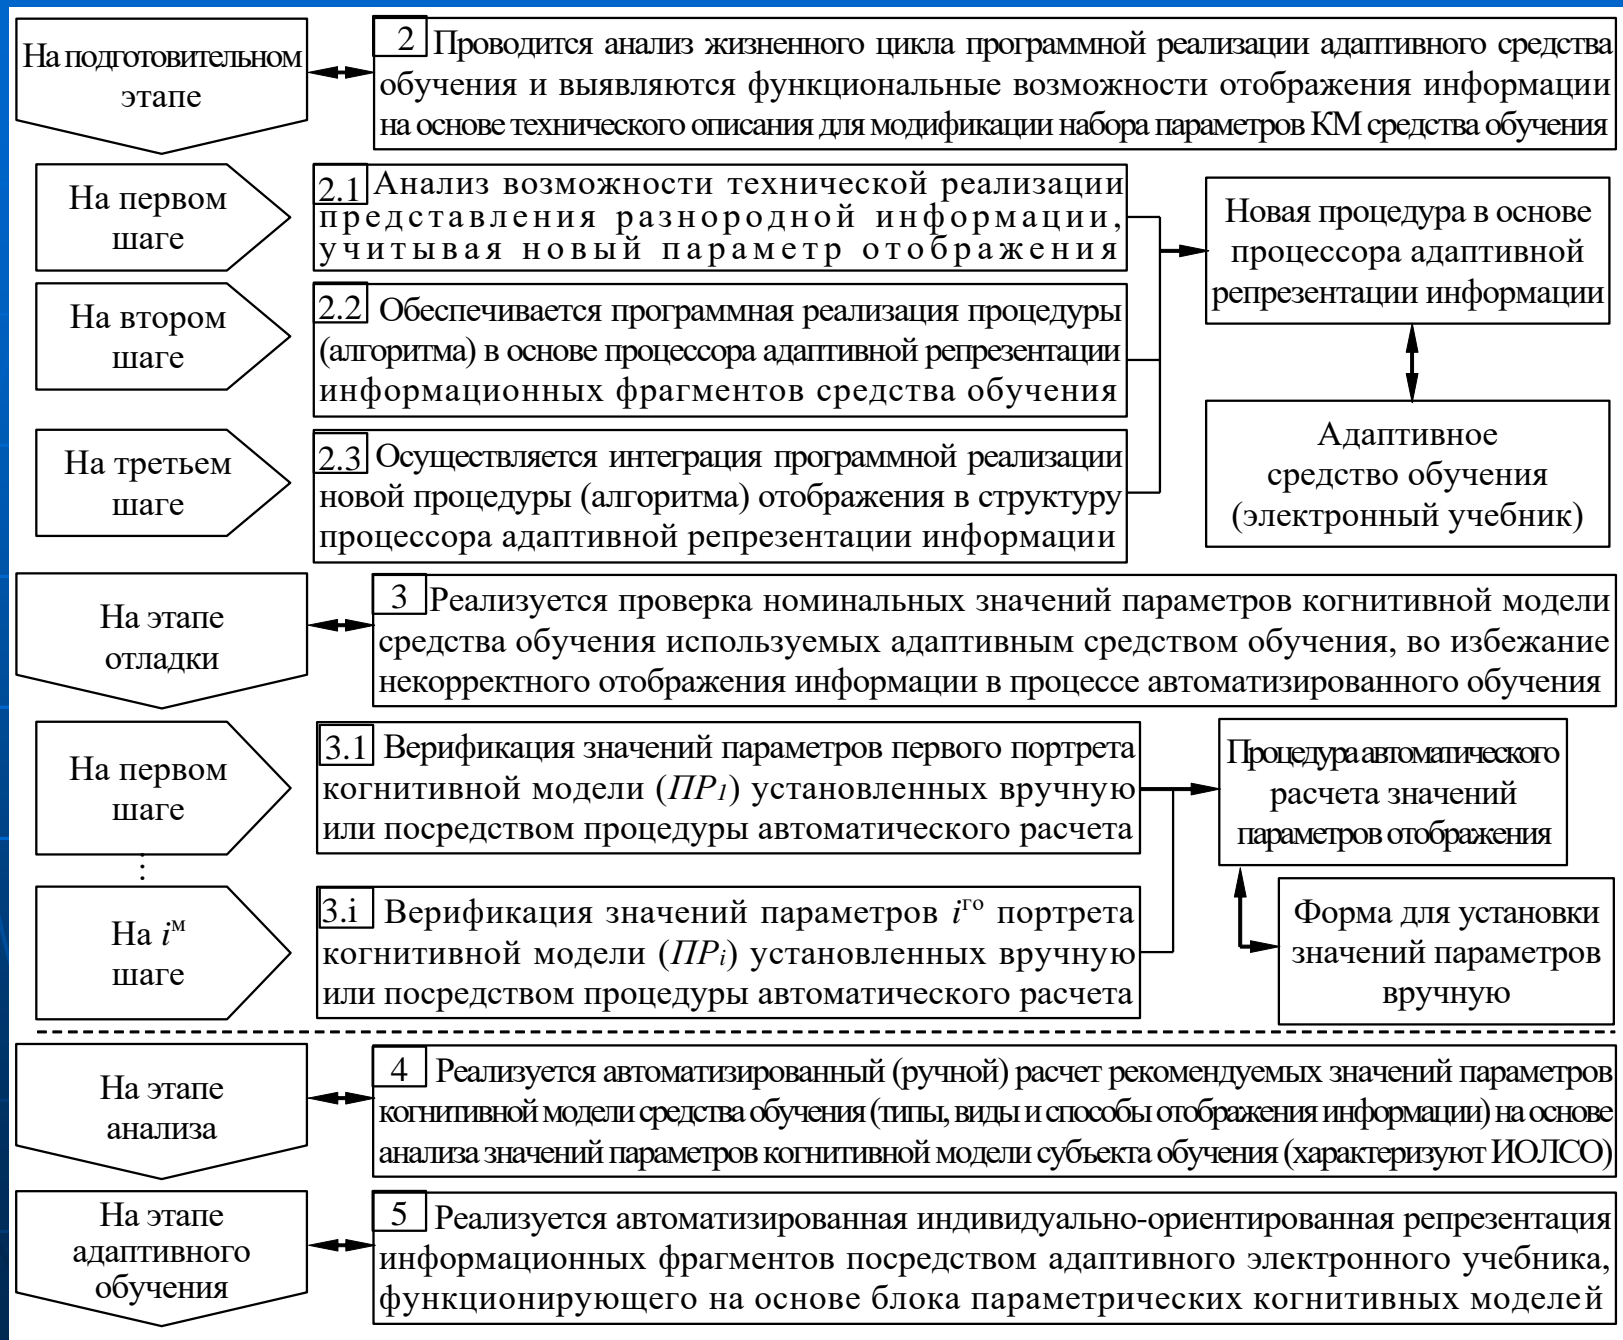 На подготовительном
этапе
2 Проводится анализ жизненного цикла программной реализации адаптивного средства
обучения и выявляются функциональные возможности отображения информации
на основе технического описания для модификации набора параметров КМ средства обучения
На первом
шаге
2.1 Анализ возможности технической реализации
представления разнородной информации,
учитывая новый параметр отображения
Новая процедура в основе
процессора адаптивной
репрезентации информации
На втором
шаге
2.2 Обеспечивается программная реализация процедуры
(алгоритма) в основе процессора адаптивной репрезентации
информационных фрагментов средства обучения
Адаптивное
средство обучения
(электронный учебник)
На третьем
шаге
2.3 Осуществляется интеграция программной реализации
новой процедуры (алгоритма) отображения в структуру
процессора адаптивной репрезентации информации
На этапе
отладки
3 Реализуется проверка номинальных значений параметров когнитивной модели
средства обучения используемых адаптивным средством обучения, во избежание
некорректного отображения информации в процессе автоматизированного обучения
На первом
шаге
3.1 Верификация значений параметров первого портрета
когнитивной модели (ПР1) установленных вручную
или посредством процедуры автоматического расчета
Процедура автоматического
расчета значений
параметров отображения
⋮
На iм
шаге
3.i Верификация значений параметров iго портрета
когнитивной модели (ПРi) установленных вручную
или посредством процедуры автоматического расчета
Форма для установки
значений параметров
вручную
На этапе
анализа
4 Реализуется автоматизированный (ручной) расчет рекомендуемых значений параметров
когнитивной модели средства обучения (типы, виды и способы отображения информации) на основе
анализа значений параметров когнитивной модели субъекта обучения (характеризуют ИОЛСО)
На этапе
адаптивного
обучения
5 Реализуется автоматизированная индивидуально-ориентированная репрезентация
информационных фрагментов посредством адаптивного электронного учебника,
функционирующего на основе блока параметрических когнитивных моделей